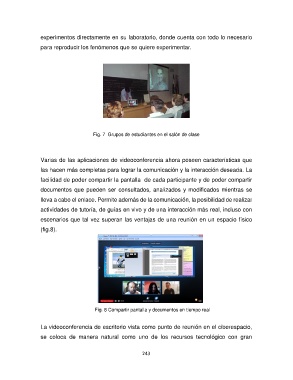 experimentos directamente en su laboratorio, donde cuenta con todo lo necesario
para reproducir los fenómenos que se quiere experimentar.
Fig. 7 Grupos de estudiantes en el salón de clase
Varias de las aplicaciones de videoconferencia ahora poseen características que
las hacen más completas para lograr la comunicación y la interacción deseada. La
facilidad de poder compartir la pantalla de cada participante y de poder compartir
documentos que pueden ser consultados, analizados y modificados mientras se
lleva a cabo el enlace. Permite además de la comunicación, la posibilidad de realizar
actividades de tutoría, de guías en vivo y de una interacción más real, incluso con
escenarios que tal vez superan las ventajas de una reunión en un espacio físico
(fig.8).
Fig. 8 Compartir pantalla y documentos en tiempo real
La videoconferencia de escritorio vista como punto de reunión en el ciberespacio,
se coloca de manera natural como uno de los recursos tecnológico con gran
243